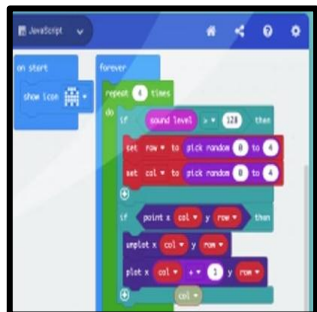 JavaScript
on start
forever
show icon
repeat 4 times
do
if sound level > 128 then
set row to pick random 0 to 4
set col to pick random 0 to 4
if point x col y row then
unplot x col y row
plot x col + 1 y row
col